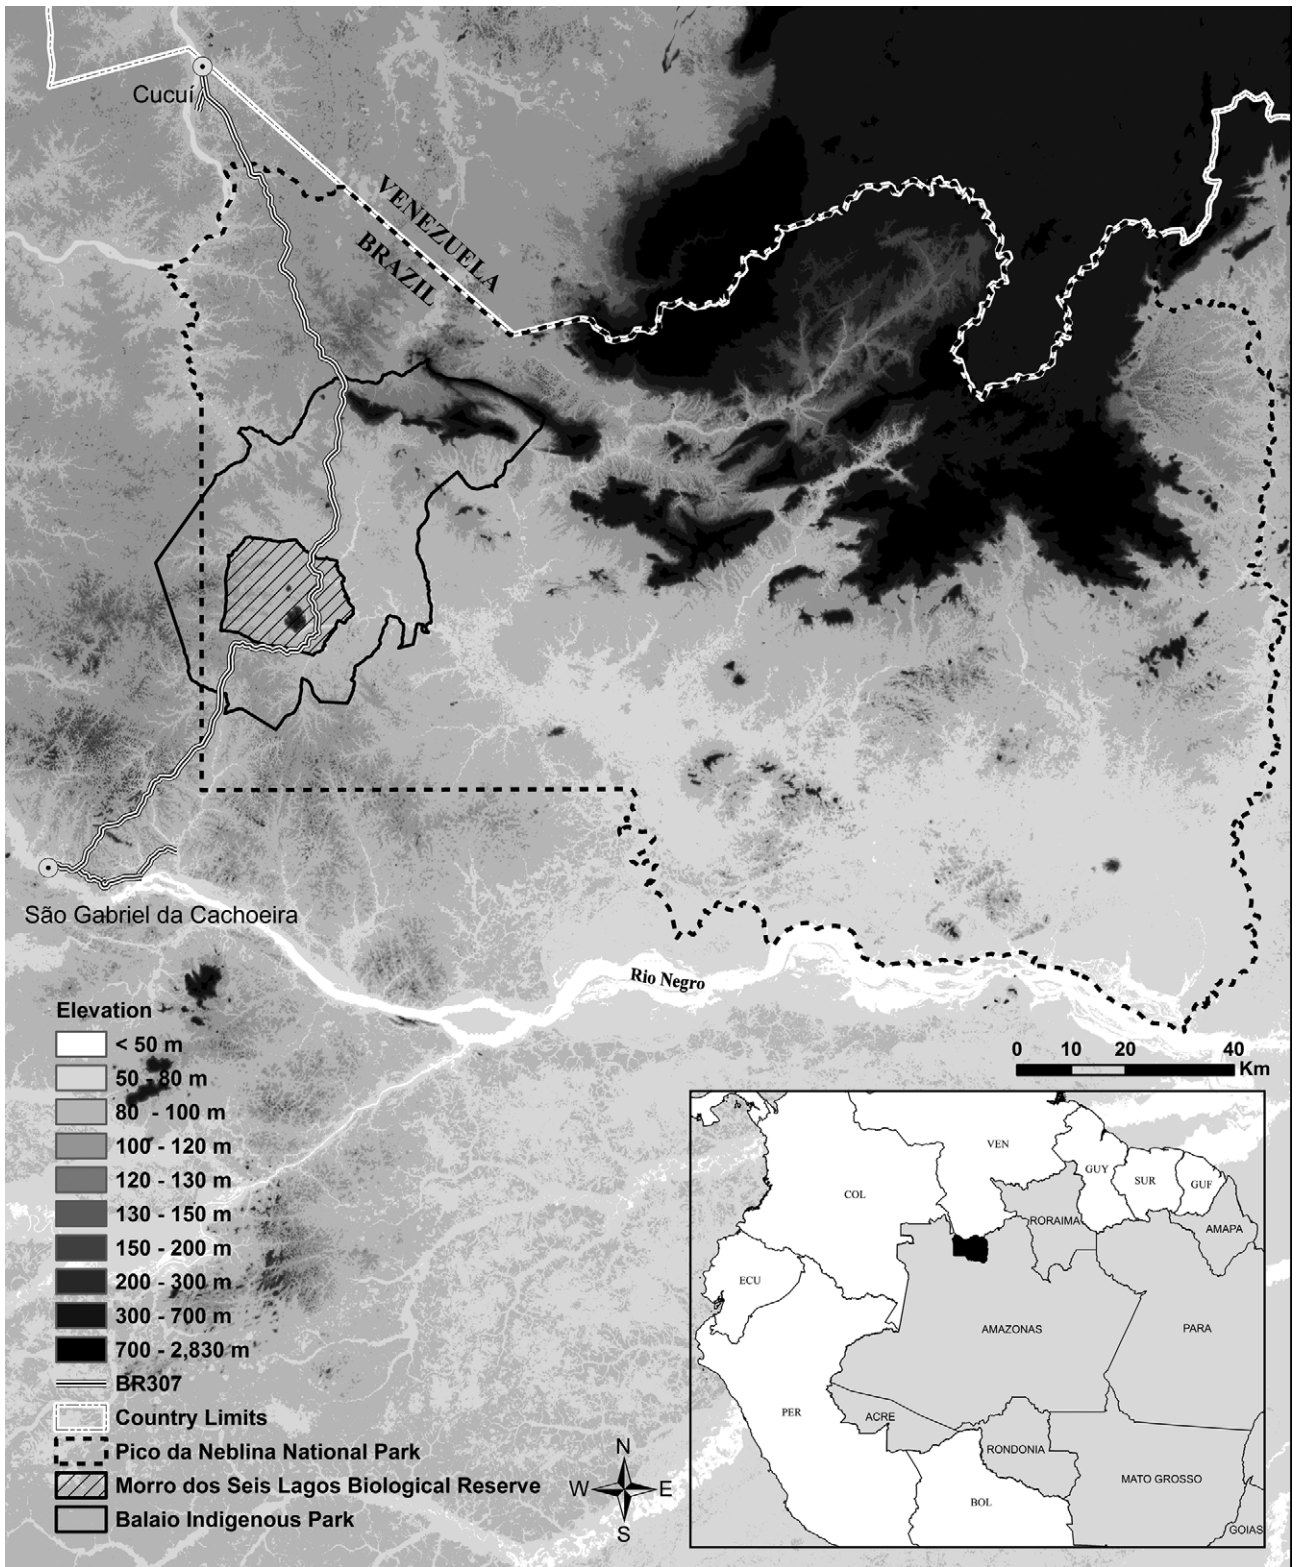 Cucuí
VENEZUELA
BRAZIL
São Gabriel da Cachoeira
Rio Negro
Elevation
< 50 m
50 - 80 m
80 - 100 m
100 - 120 m
120 - 130 m
130 - 150 m
150 - 200 m
200 - 300 m
300 - 700 m
700 - 2,830 m
BR307
Country Limits
Pico da Neblina National Park
Morro dos Seis Lagos Biological Reserve
Balaio Indigenous Park
N
W E
S
0 10 20 40
Km
VEN
GUY
SUR
GUF
COL
RORAIMA
AMAPA
ECU
AMAZONAS
PARA
PER
ACRE
RONDONIA
MATO GROSSO
BOL
GOIAS